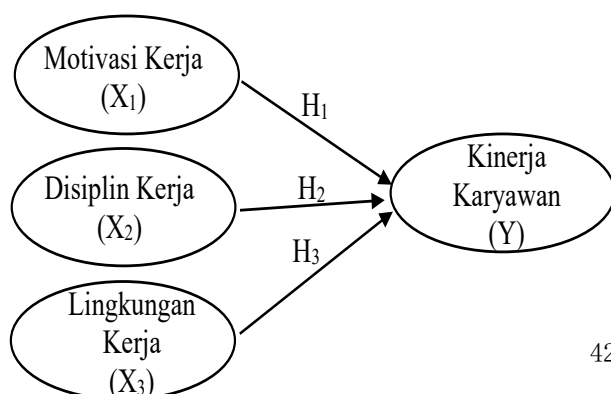 Motivasi Kerja
(X₁)
H₁
Kinerja
Karyawan
(Y)
Disiplin Kerja
(X₂)
H₂
H₃
Lingkungan
Kerja
(X₃)
42